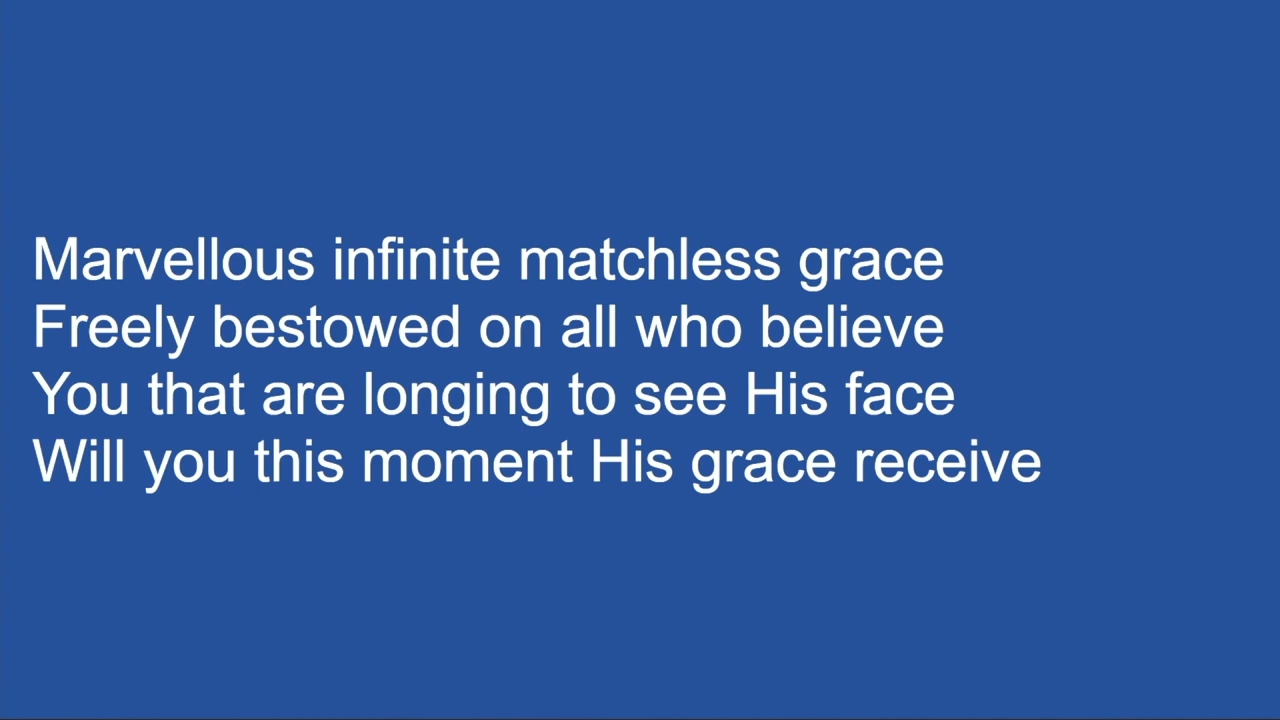 Marvellous infinite matchless grace
Freely bestowed on all who believe
You that are longing to see His face
Will you this moment His grace receive